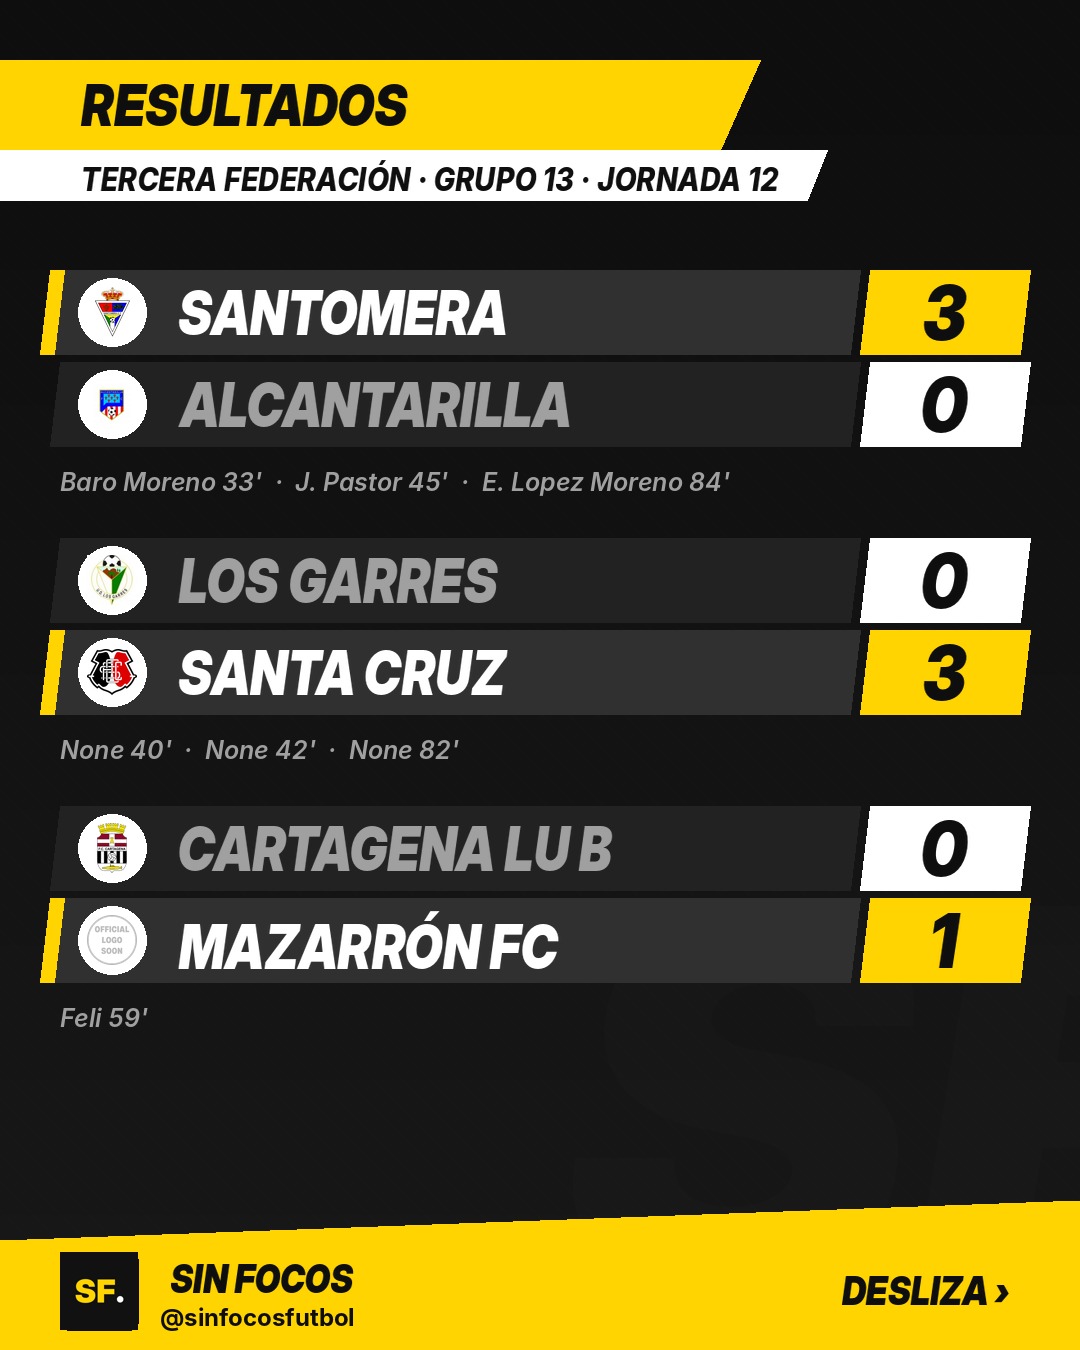 RESULTADOS
TERCERA FEDERACIÓN · GRUPO 13 · JORNADA 12
SANTOMERA 3
ALCANTARILLA 0
Baro Moreno 33' · J. Pastor 45' · E. Lopez Moreno 84'
LOS GARRES 0
SANTA CRUZ 3
None 40' · None 42' · None 82'
CARTAGENA LU B 0
OFFICIAL
LOGO
SOON
MAZARRÓN FC 1
Feli 59'
SF.
SIN FOCOS
@sinfocosfutbol
DESLIZA ›